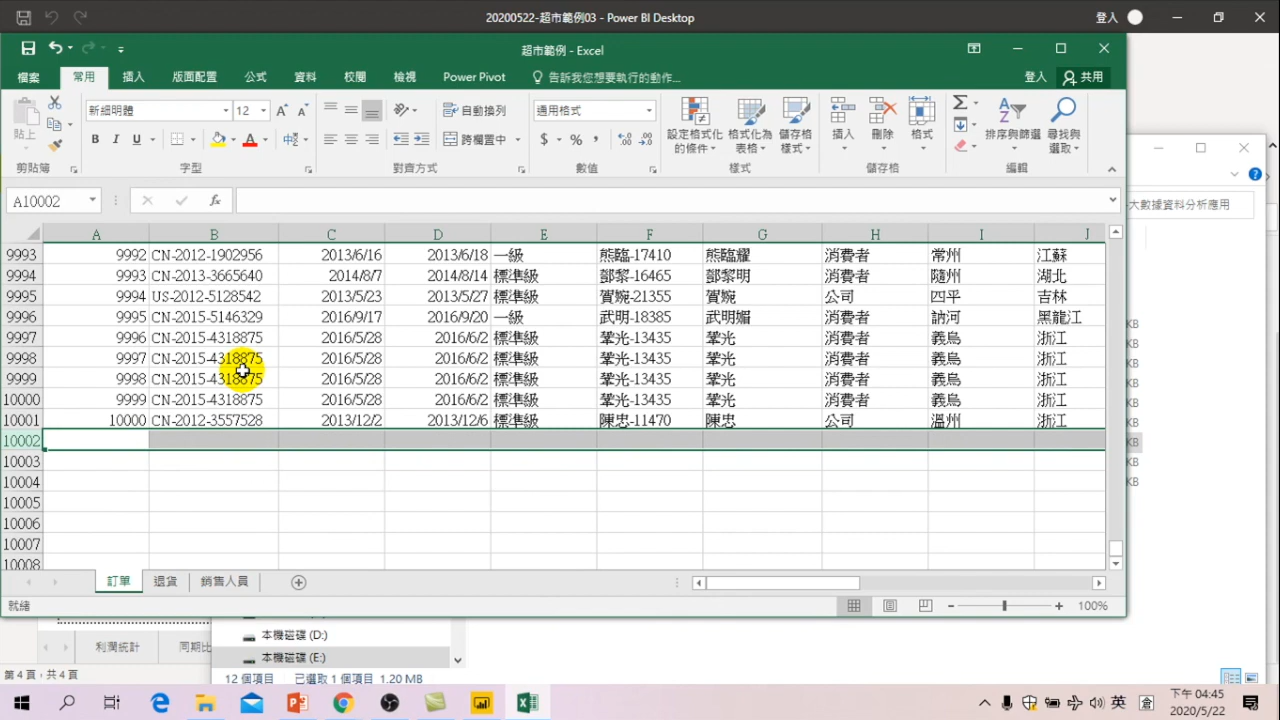 20200522-超市範例03 - Power BI Desktop
登入
超市範例 - Excel
檔案 常用 插入 版面配置 公式 資料 校閱 檢視 Power Pivot 告訴我您想要執行的動作... 登入 共用
貼上
剪貼簿
新細明體 12
B I U
字型
自動換列
跨欄置中
對齊方式
通用格式
$ % ,
數值
設定格式化的條件
格式化為表格
儲存格樣式
樣式
插入 刪除 格式
儲存格
排序與篩選
尋找與選取
編輯
大數據資料分析應用
A10002
fx
A B C D E F G H I J
9993 9992 CN-2012-1902956 2013/6/16 2013/6/18 一級 熊臨-17410 熊臨耀 消費者 常州 江蘇
9994 9993 CN-2013-3665640 2014/8/7 2014/8/14 標準級 鄒黎-16465 鄒黎明 消費者 隨州 湖北
9995 9994 US-2012-5128542 2013/5/23 2013/5/27 標準級 賀婉-21355 賀婉 公司 四平 吉林
9996 9995 CN-2015-5146329 2016/9/17 2016/9/20 一級 武明-18385 武明媚 消費者 訥河 黑龍江
9997 9996 CN-2015-4318875 2016/5/28 2016/6/2 標準級 鞏光-13435 鞏光 消費者 義烏 浙江
9998 9997 CN-2015-4318875 2016/5/28 2016/6/2 標準級 鞏光-13435 鞏光 消費者 義烏 浙江
9999 9998 CN-2015-4318875 2016/5/28 2016/6/2 標準級 鞏光-13435 鞏光 消費者 義烏 浙江
10000 9999 CN-2015-4318875 2016/5/28 2016/6/2 標準級 鞏光-13435 鞏光 消費者 義烏 浙江
10001 10000 CN-2012-3557528 2013/12/2 2013/12/6 標準級 陳忠-11470 陳忠 公司 溫州 浙江
10002
10003
10004
10005
10006
10007
10008
KB
KB
KB
KB
KB
KB
KB
KB
KB
訂單 退貨 銷售人員
就緒
100%
利潤統計 同期比
本機磁碟 (D:)
本機磁碟 (E:)
第 4 頁，共 4 頁
12 個項目 已選取 1 個項目 1.20 MB
英
下午 04:45
2020/5/22